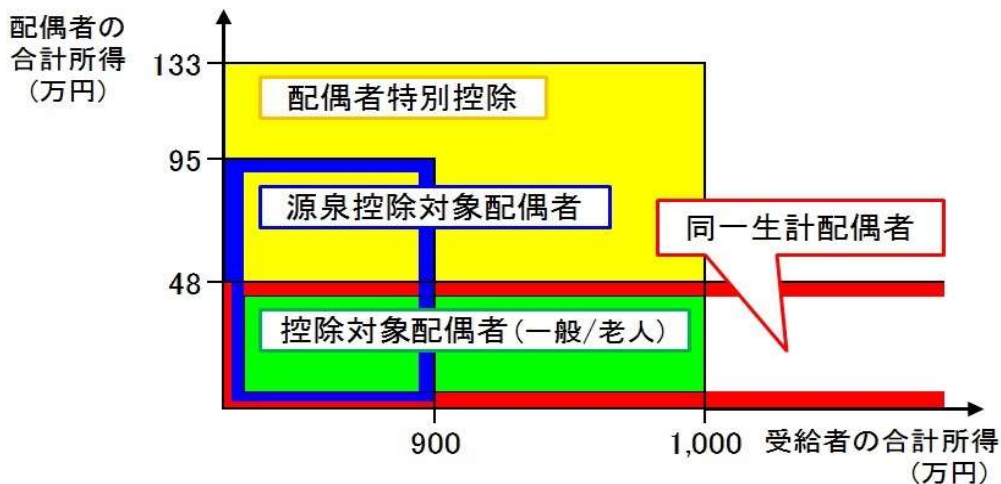 配偶者の
合計所得
(万円)
133
配偶者特別控除
95
源泉控除対象配偶者
同一生計配偶者
48
控除対象配偶者(一般/老人)
900
1,000
受給者の合計所得
(万円)